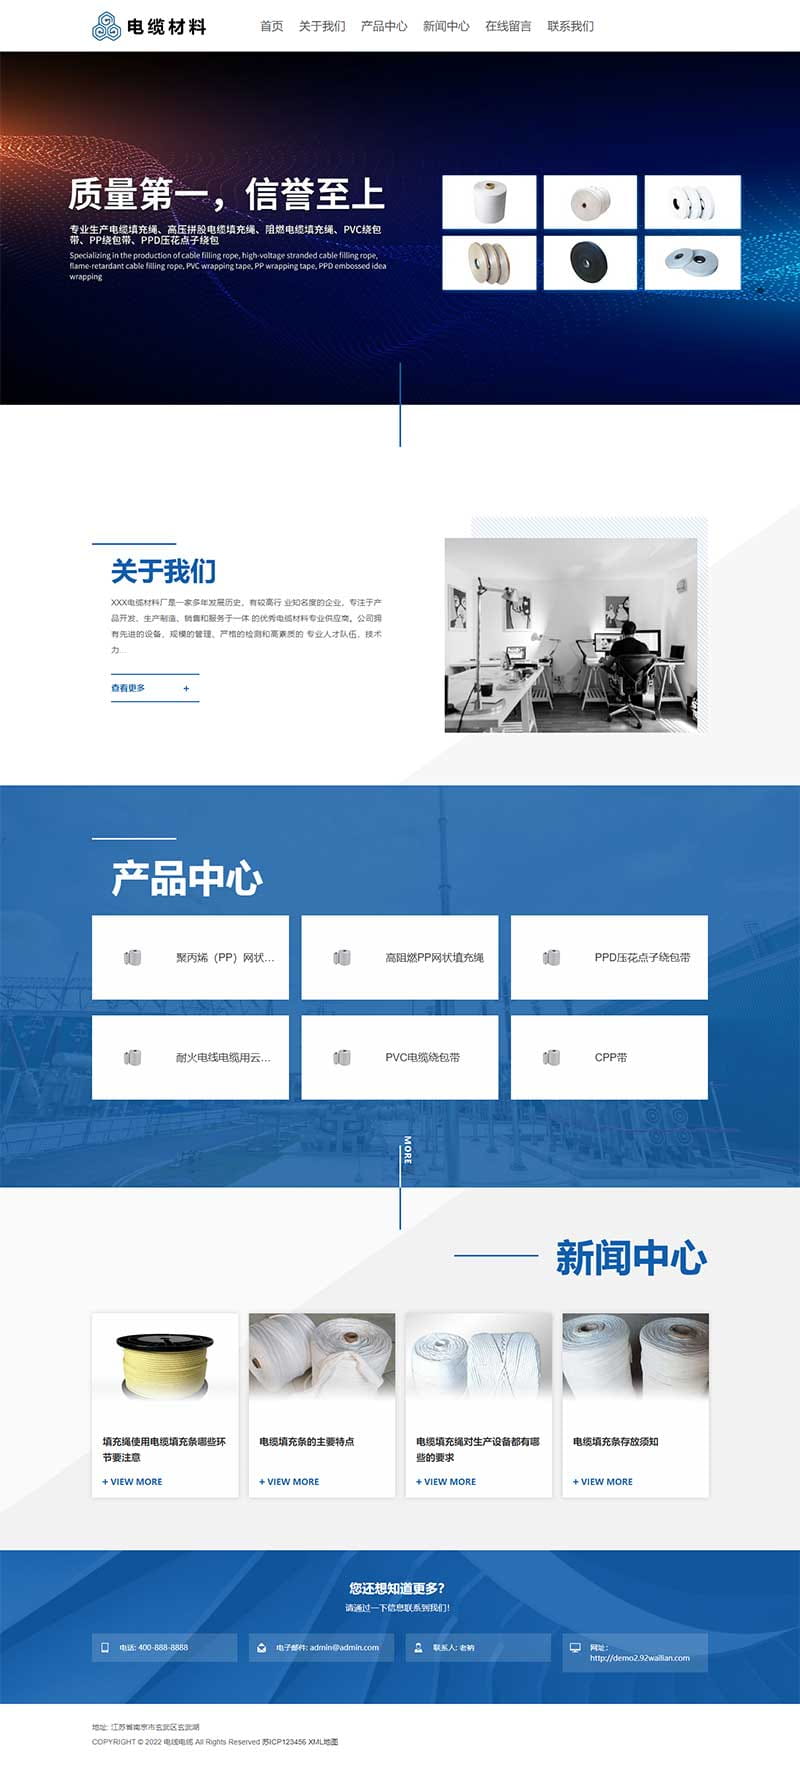 电缆材料
首页 关于我们 产品中心 新闻中心 在线留言 联系我们
质量第一，信誉至上
专业生产电缆填充绳、高压拼股电缆填充绳、阻燃电缆填充绳、PVC绕包
带、PP绕包带、PPD压花点子绕包
Specializing in the production of cable filling rope, high-voltage stranded cable filling rope,
flame-retardant cable filling rope, PVC wrapping tape, PP wrapping tape, PPD embossed idea
wrapping
关于我们
XXX电缆材料厂是一家多年发展历史，有较高行 业知名度的企业，专注于产
品开发、生产制造、销售和服务于一体 的优秀电缆材料专业供应商。公司拥
有先进的设备、规模的管理、严格的检测和高素质的 专业人才队伍，技术
力...
查看更多 +
产品中心
聚丙烯（PP）网状...
高阻燃PP网状填充绳
PPD压花点子绕包带
耐火电线电缆用云...
PVC电缆绕包带
CPP带
MORE
新闻中心
填充绳使用电缆填充条哪些环
节要注意
+ VIEW MORE
电缆填充条的主要特点
+ VIEW MORE
电缆填充绳对生产设备都有哪
些的要求
+ VIEW MORE
电缆填充条存放须知
+ VIEW MORE
您还想知道更多?
请通过一下信息联系到我们！
电话: 400-888-8888
电子邮件: admin@admin.com
联系人: 老衲
网址:
http://demo2.92wailian.com
地址: 江苏省南京市玄武区玄武湖
COPYRIGHT © 2022 电线电缆 All Rights Reserved 苏ICP123456 XML地图